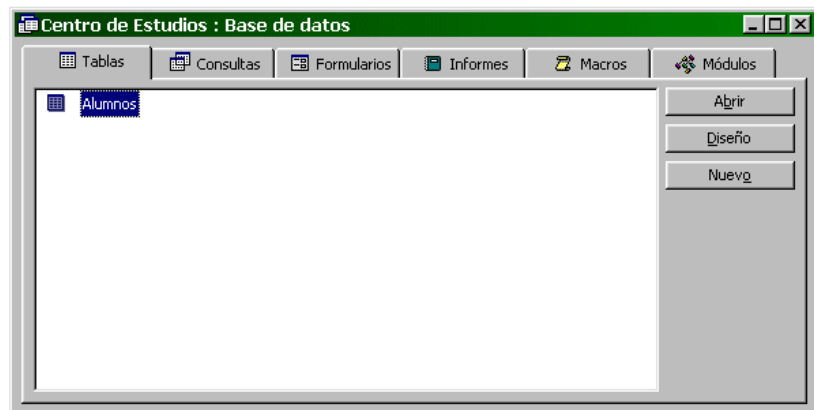 Centro de Estudios : Base de datos
Tablas Consultas Formularios Informes Macros Módulos
Alumnos
Abrir
Diseño
Nuevo